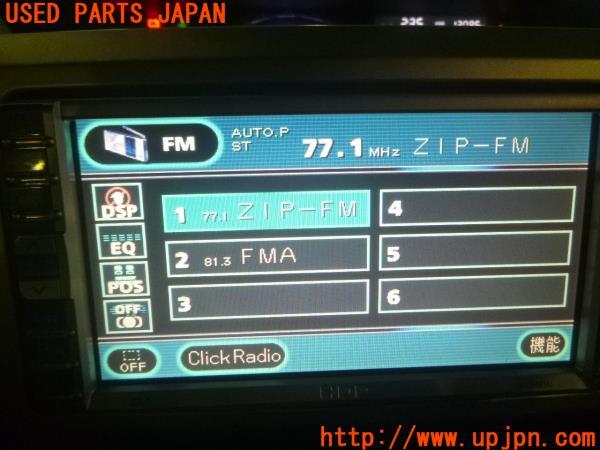 USED PARTS JAPAN
FM
AUTO.P
ST
77.1 MHz ZIP-FM
DSP
EQ
POS
OFF
1 77.1 ZIP-FM
2 81.3 FMA
3
4
5
6
OFF
Click Radio
機能
HDD
http://www.upjpn.com/